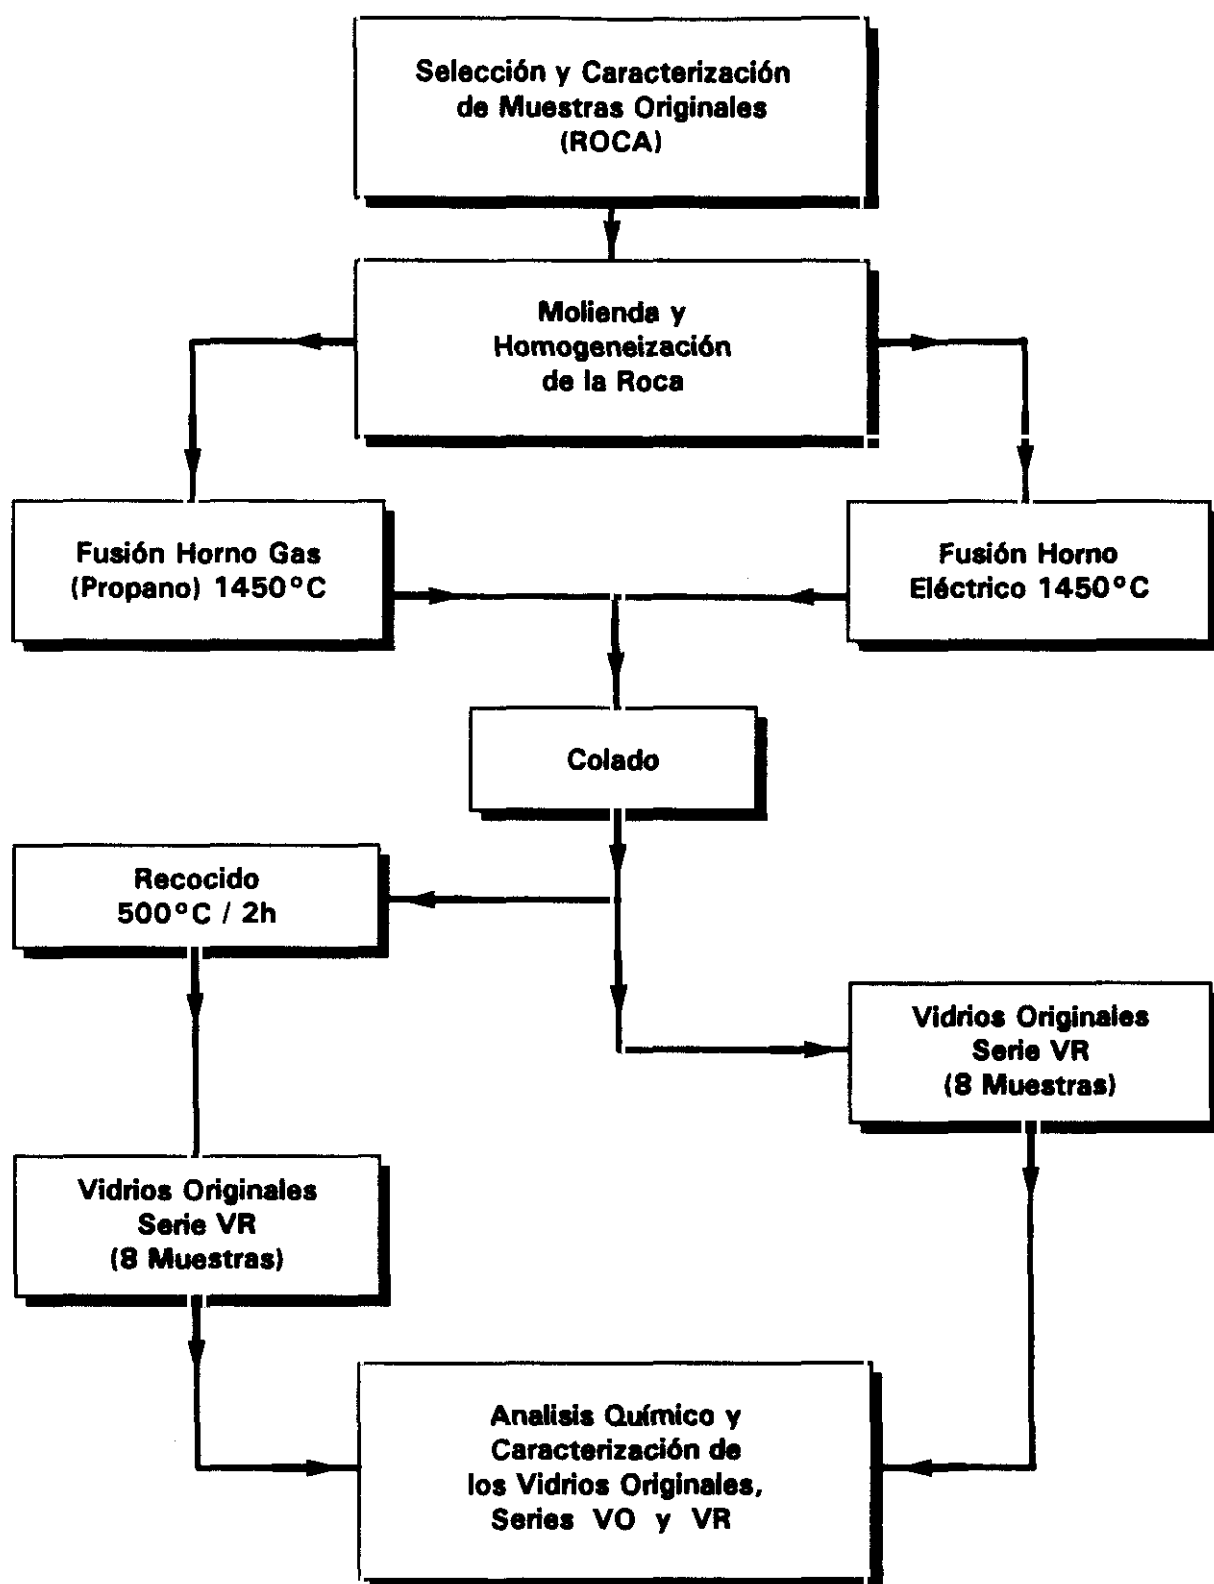 Selección y Caracterización
de Muestras Originales
(ROCA)
Molienda y
Homogeneización
de la Roca
Fusión Horno Gas
(Propano) 1450°C
Fusión Horno
Eléctrico 1450°C
Colado
Recocido
500°C / 2h
Vidrios Originales
Serie VR
(8 Muestras)
Vidrios Originales
Serie VR
(8 Muestras)
Analisis Químico y
Caracterización de
los Vidrios Originales,
Series VO y VR